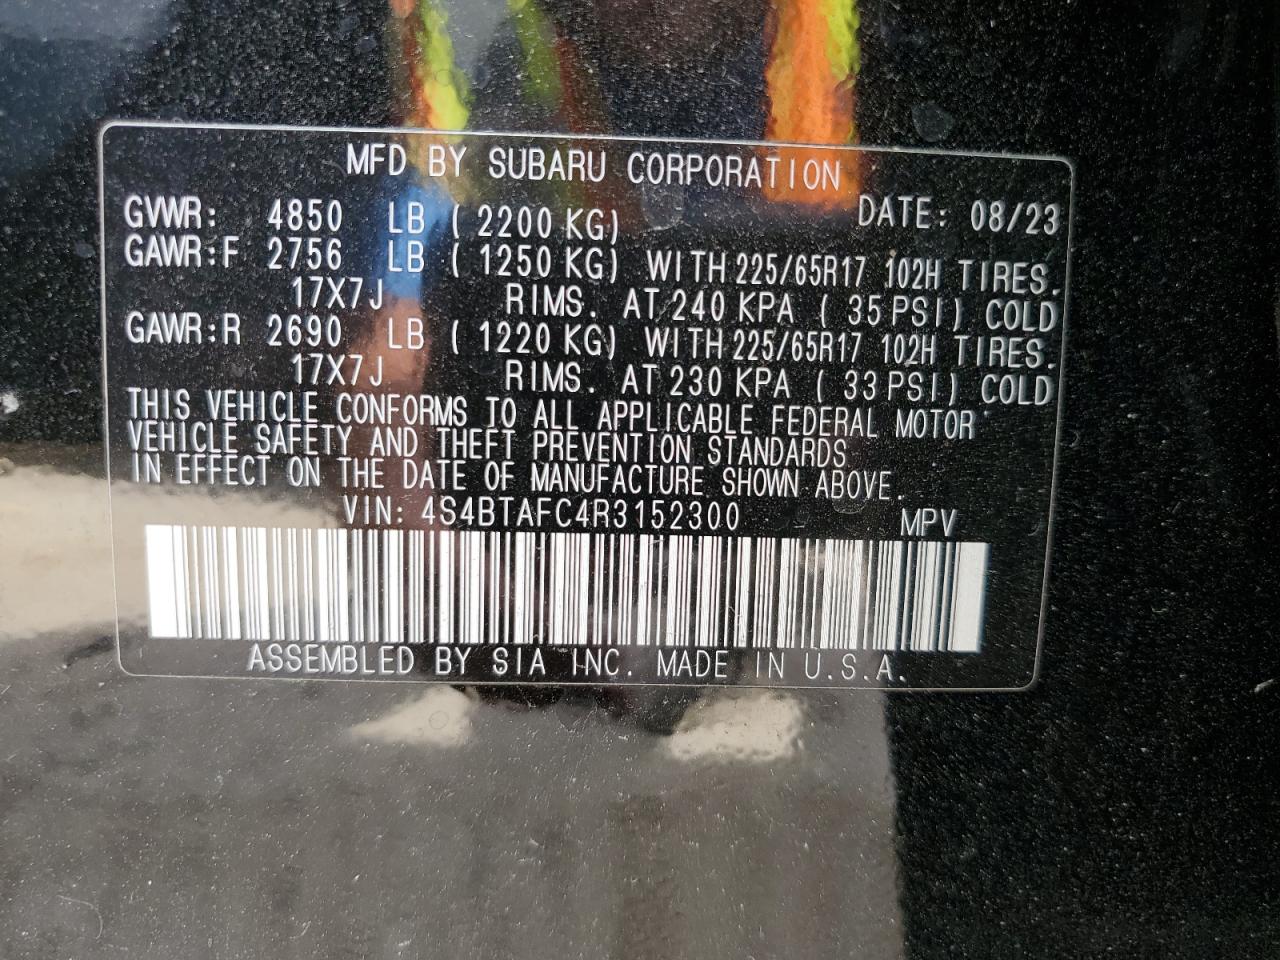 MFD BY SUBARU CORPORATION
GVWR: 4850 LB ( 2200 KG) DATE: 08/23
GAWR:F 2756 LB ( 1250 KG) WITH 225/65R17 102H TIRES.
17X7J RIMS. AT 240 KPA ( 35 PSI) COLD
GAWR:R 2690 LB ( 1220 KG) WITH 225/65R17 102H TIRES.
17X7J RIMS. AT 230 KPA ( 33 PSI) COLD
THIS VEHICLE CONFORMS TO ALL APPLICABLE FEDERAL MOTOR
VEHICLE SAFETY AND THEFT PREVENTION STANDARDS
IN EFFECT ON THE DATE OF MANUFACTURE SHOWN ABOVE.
VIN: 4S4BTAFC4R3152300 MPV
ASSEMBLED BY SIA INC. MADE IN U.S.A.